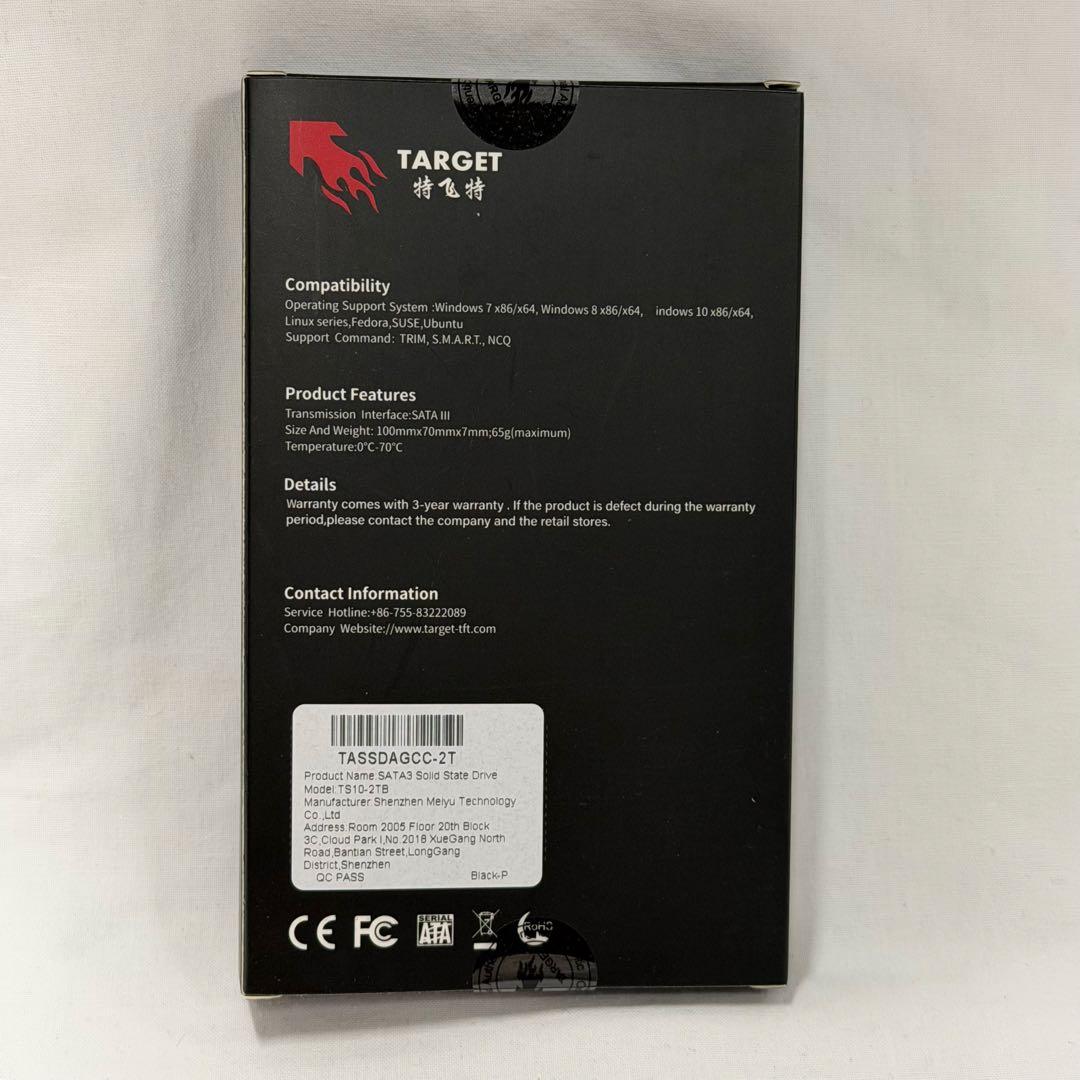 TARGET
特飞特
Compatibility
Operating Support System :Windows 7 x86/x64, Windows 8 x86/x64, indows 10 x86/x64,
Linux series,Fedora,SUSE,Ubuntu
Support Command: TRIM, S.M.A.R.T., NCQ
Product Features
Transmission Interface:SATA III
Size And Weight: 100mmx70mmx7mm;65g(maximum)
Temperature:0°C-70°C
Details
Warranty comes with 3-year warranty . If the product is defect during the warranty
period,please contact the company and the retail stores.
Contact Information
Service Hotline:+86-755-83222089
Company Website://www.target-tft.com
TASSDAGCC-2T
Product Name:SATA3 Solid State Drive
Model:TS10-2TB
Manufacturer:Shenzhen Meiyu Technology
Co.,Ltd
Address:Room 2005 Floor 20th Block
3C,Cloud Park I,No.2018 XueGang North
Road,Bantian Street,LongGang
District,Shenzhen
QC PASS Black-P
CE FC SERIAL ATA RoHS